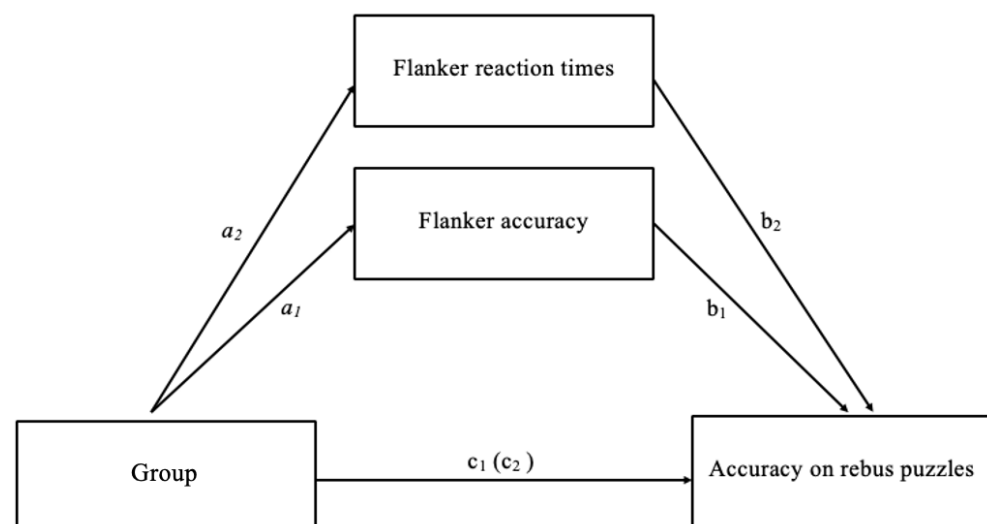 Flanker reaction times
Flanker accuracy
a₂
b₂
a₁
b₁
c₁ (c₂ )
Group
Accuracy on rebus puzzles